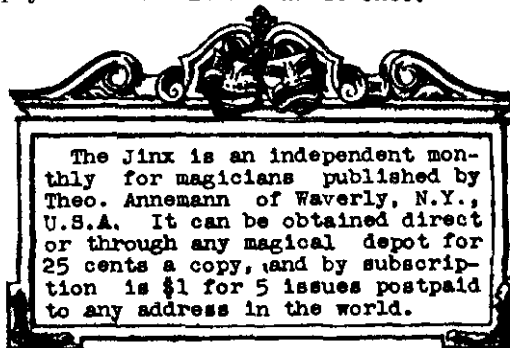 The Jinx is an independent mon-
thly for magicians published by
Theo. Annemann of Waverly, N.Y.,
U.S.A. It can be obtained direct
or through any magical depot for
25 cents a copy, and by subscrip-
tion is $1 for 5 issues postpaid
to any address in the world.